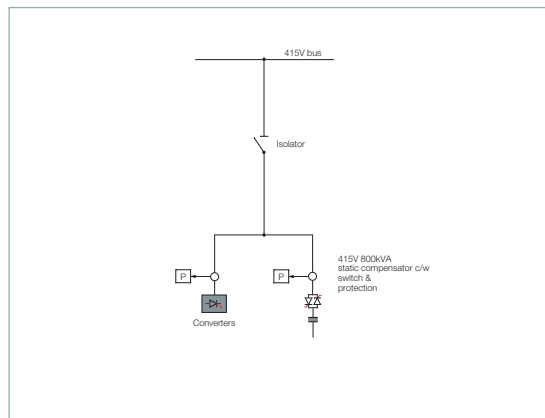 415V bus
Isolator
P
P
415V 800kVA
static compensator c/w
switch &
protection
Converters